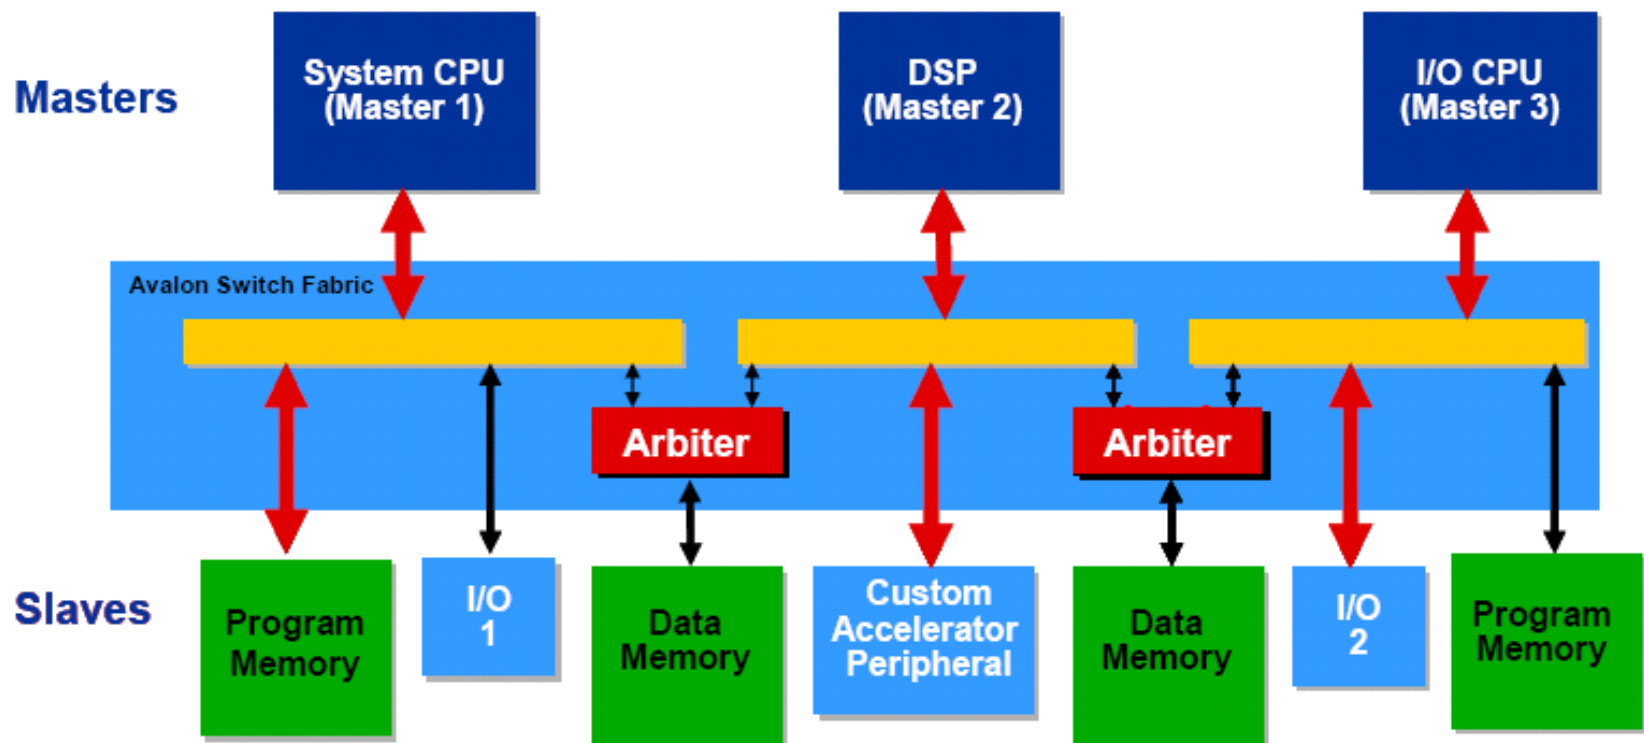 System CPU
(Master 1)
DSP
(Master 2)
I/O CPU
(Master 3)
Masters
Avalon Switch Fabric
Arbiter
Arbiter
Slaves
Program
Memory
I/O
1
Data
Memory
Custom
Accelerator
Peripheral
Data
Memory
I/O
2
Program
Memory